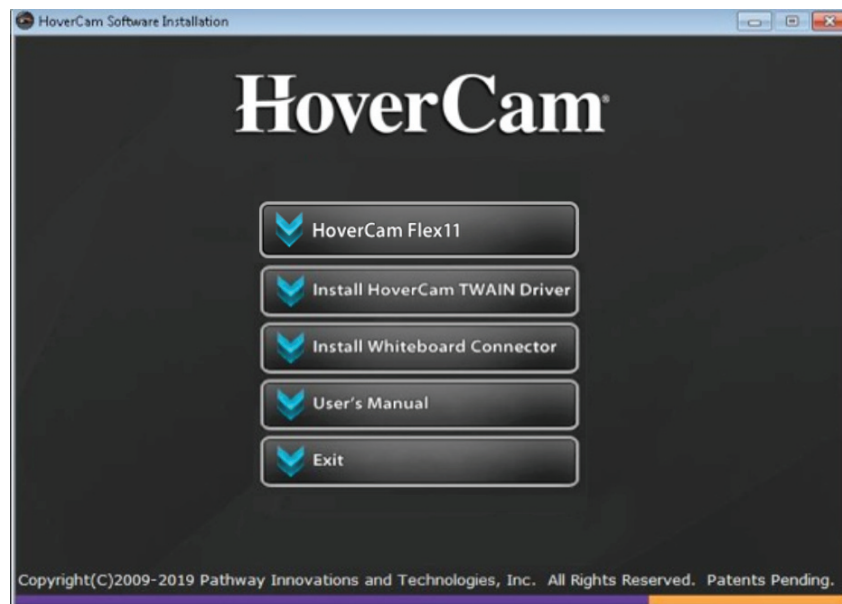 HoverCam Software Installation
HoverCam®
HoverCam Flex11
Install HoverCam TWAIN Driver
Install Whiteboard Connector
User's Manual
Exit
Copyright(C)2009-2019 Pathway Innovations and Technologies, Inc. All Rights Reserved. Patents Pending.